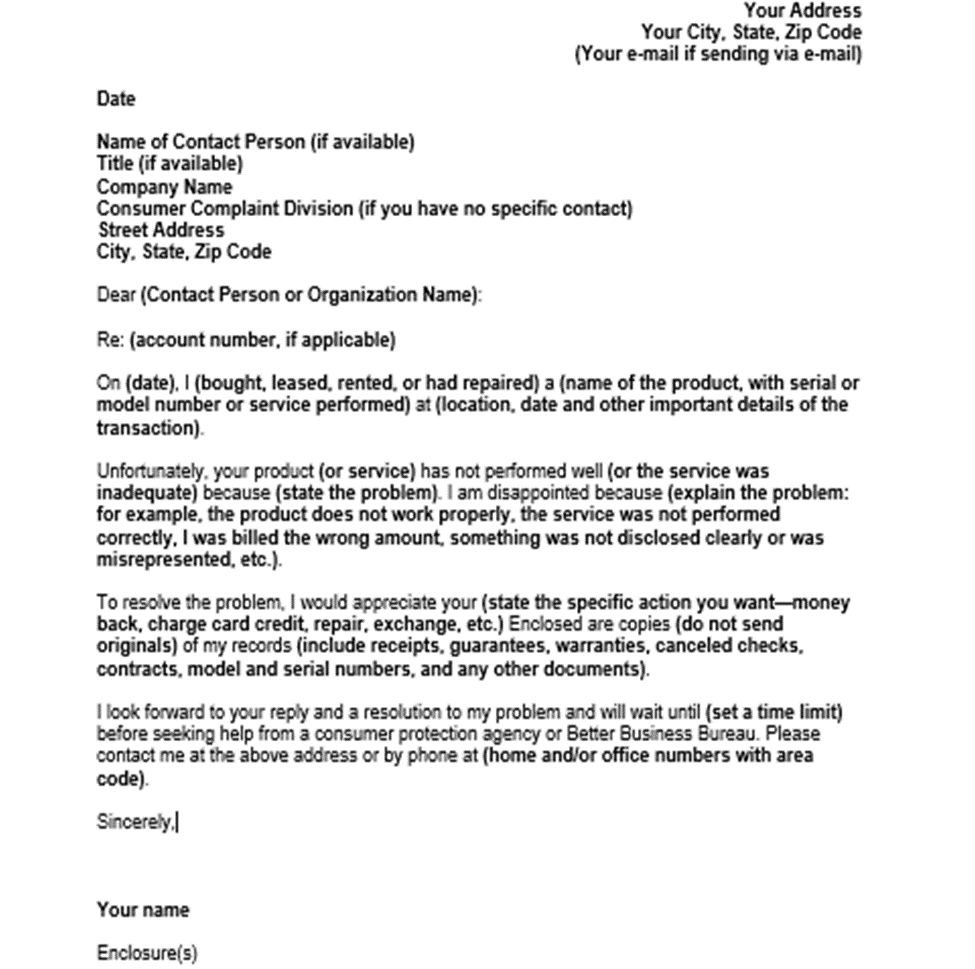 Your Address
Your City, State, Zip Code
(Your e-mail if sending via e-mail)
Date
Name of Contact Person (if available)
Title (if available)
Company Name
Consumer Complaint Division (if you have no specific contact)
Street Address
City, State, Zip Code
Dear (Contact Person or Organization Name):
Re: (account number, if applicable)
On (date), I (bought, leased, rented, or had repaired) a (name of the product, with serial or
model number or service performed) at (location, date and other important details of the
transaction).
Unfortunately, your product (or service) has not performed well (or the service was
inadequate) because (state the problem). I am disappointed because (explain the problem:
for example, the product does not work properly, the service was not performed
correctly, I was billed the wrong amount, something was not disclosed clearly or was
misrepresented, etc.).
To resolve the problem, I would appreciate your (state the specific action you want—money
back, charge card credit, repair, exchange, etc.) Enclosed are copies (do not send
originals) of my records (include receipts, guarantees, warranties, canceled checks,
contracts, model and serial numbers, and any other documents).
I look forward to your reply and a resolution to my problem and will wait until (set a time limit)
before seeking help from a consumer protection agency or Better Business Bureau. Please
contact me at the above address or by phone at (home and/or office numbers with area
code).
Sincerely,
Your name
Enclosure(s)